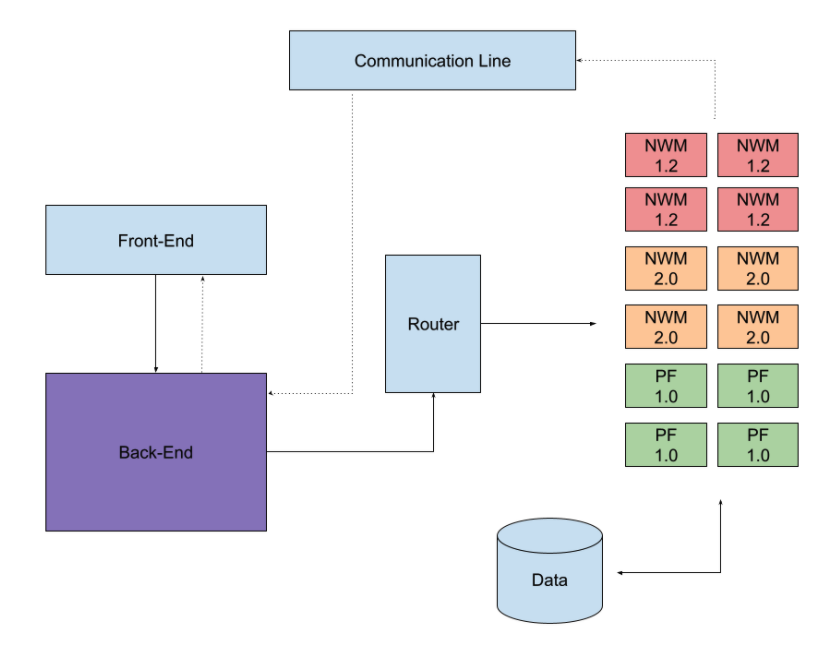 Communication Line
NWM NWM
1.2 1.2
NWM NWM
1.2 1.2
Front-End
NWM NWM
2.0 2.0
Router
NWM NWM
2.0 2.0
PF PF
1.0 1.0
Back-End
PF PF
1.0 1.0
Data